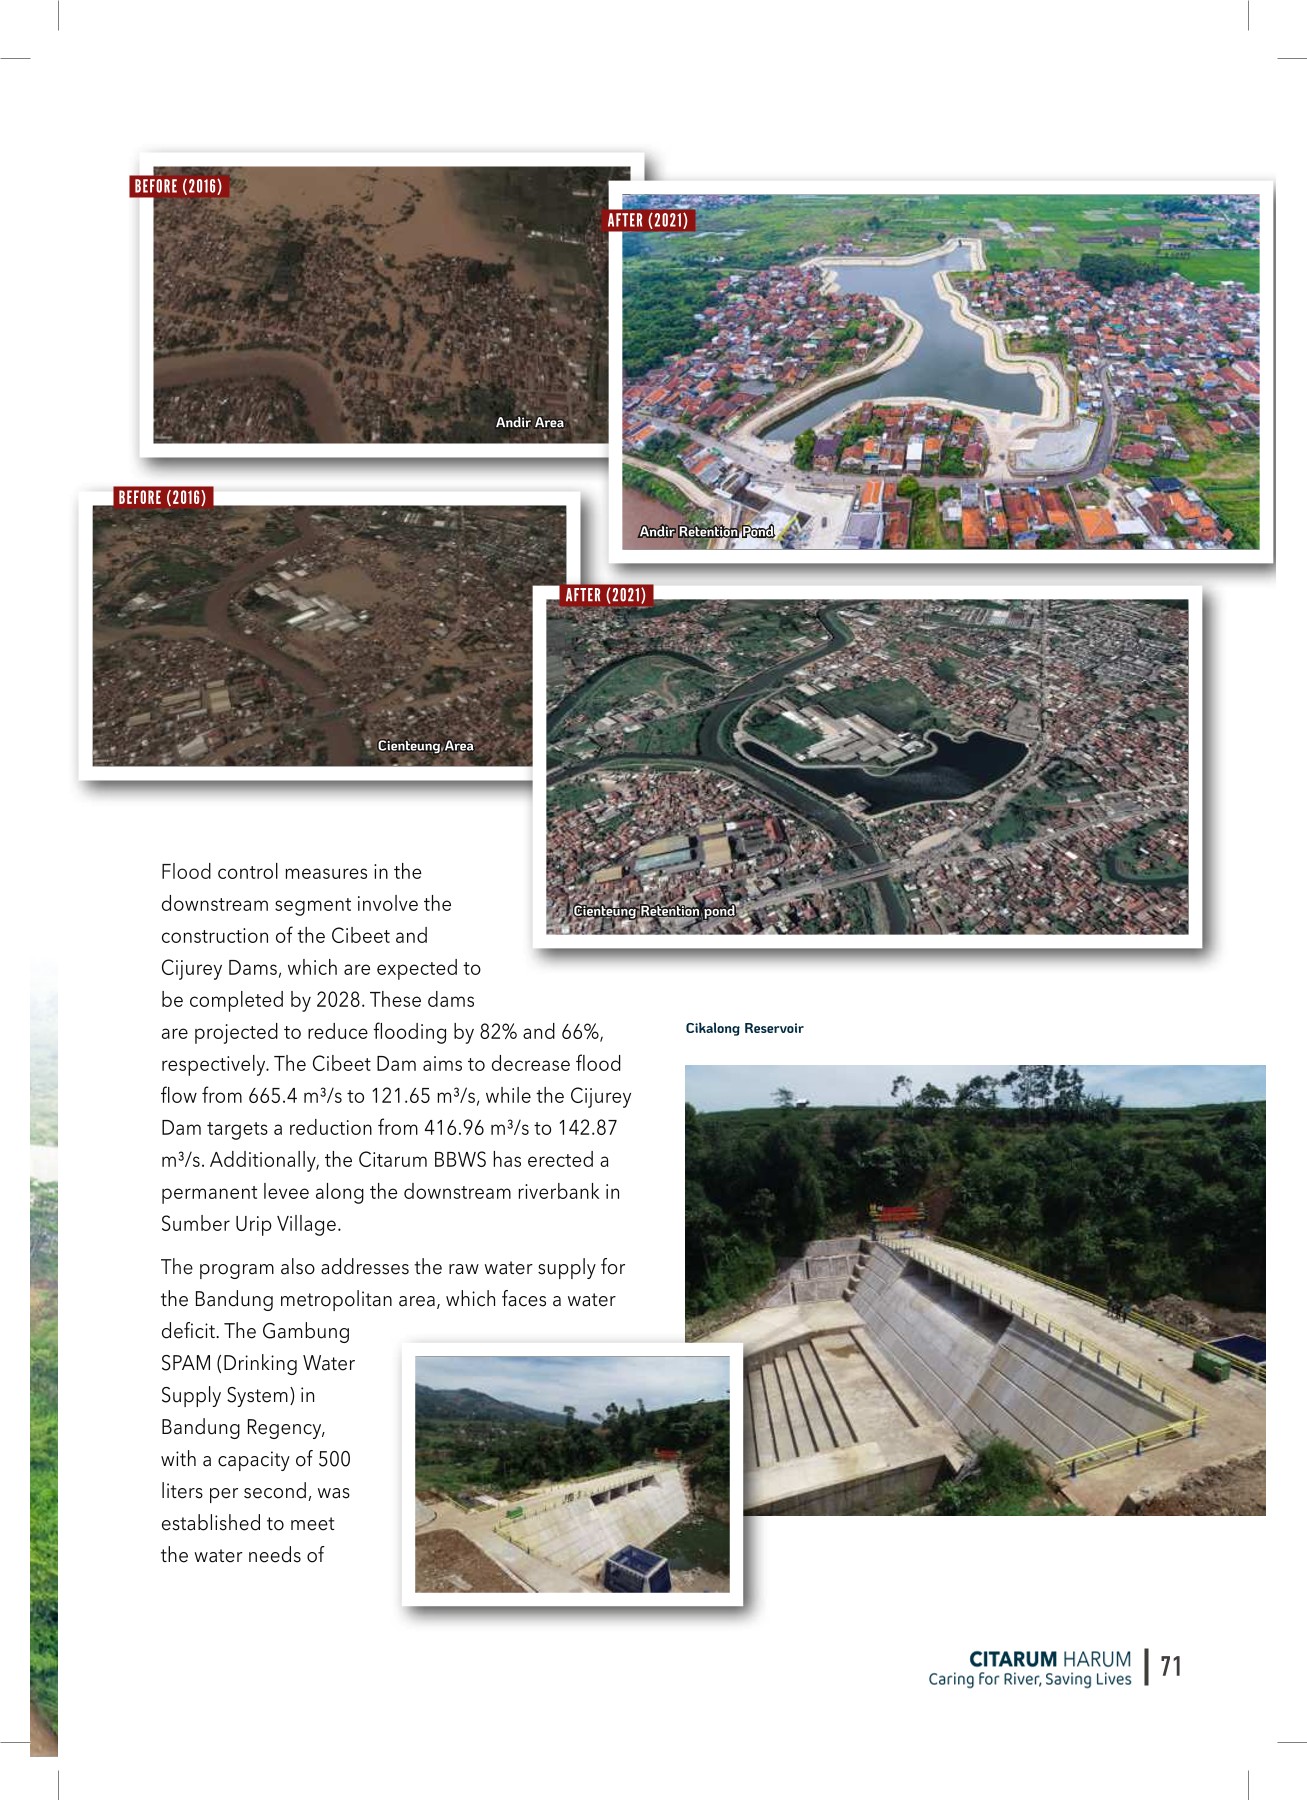 BEFORE (2016)
Andir Area
AFTER (2021)
Andir Retention Pond
BEFORE (2016)
Cienteung Area
AFTER (2021)
Cienteung Retention pond
Flood control measures in the
downstream segment involve the
construction of the Cibeet and
Cijurey Dams, which are expected to
be completed by 2028. These dams
are projected to reduce flooding by 82% and 66%,
respectively. The Cibeet Dam aims to decrease flood
flow from 665.4 m³/s to 121.65 m³/s, while the Cijurey
Dam targets a reduction from 416.96 m³/s to 142.87
m³/s. Additionally, the Citarum BBWS has erected a
permanent levee along the downstream riverbank in
Sumber Urip Village.
The program also addresses the raw water supply for
the Bandung metropolitan area, which faces a water
deficit. The Gambung
SPAM (Drinking Water
Supply System) in
Bandung Regency,
with a capacity of 500
liters per second, was
established to meet
the water needs of
Cikalong Reservoir
CITARUM HARUM
Caring for River, Saving Lives
71